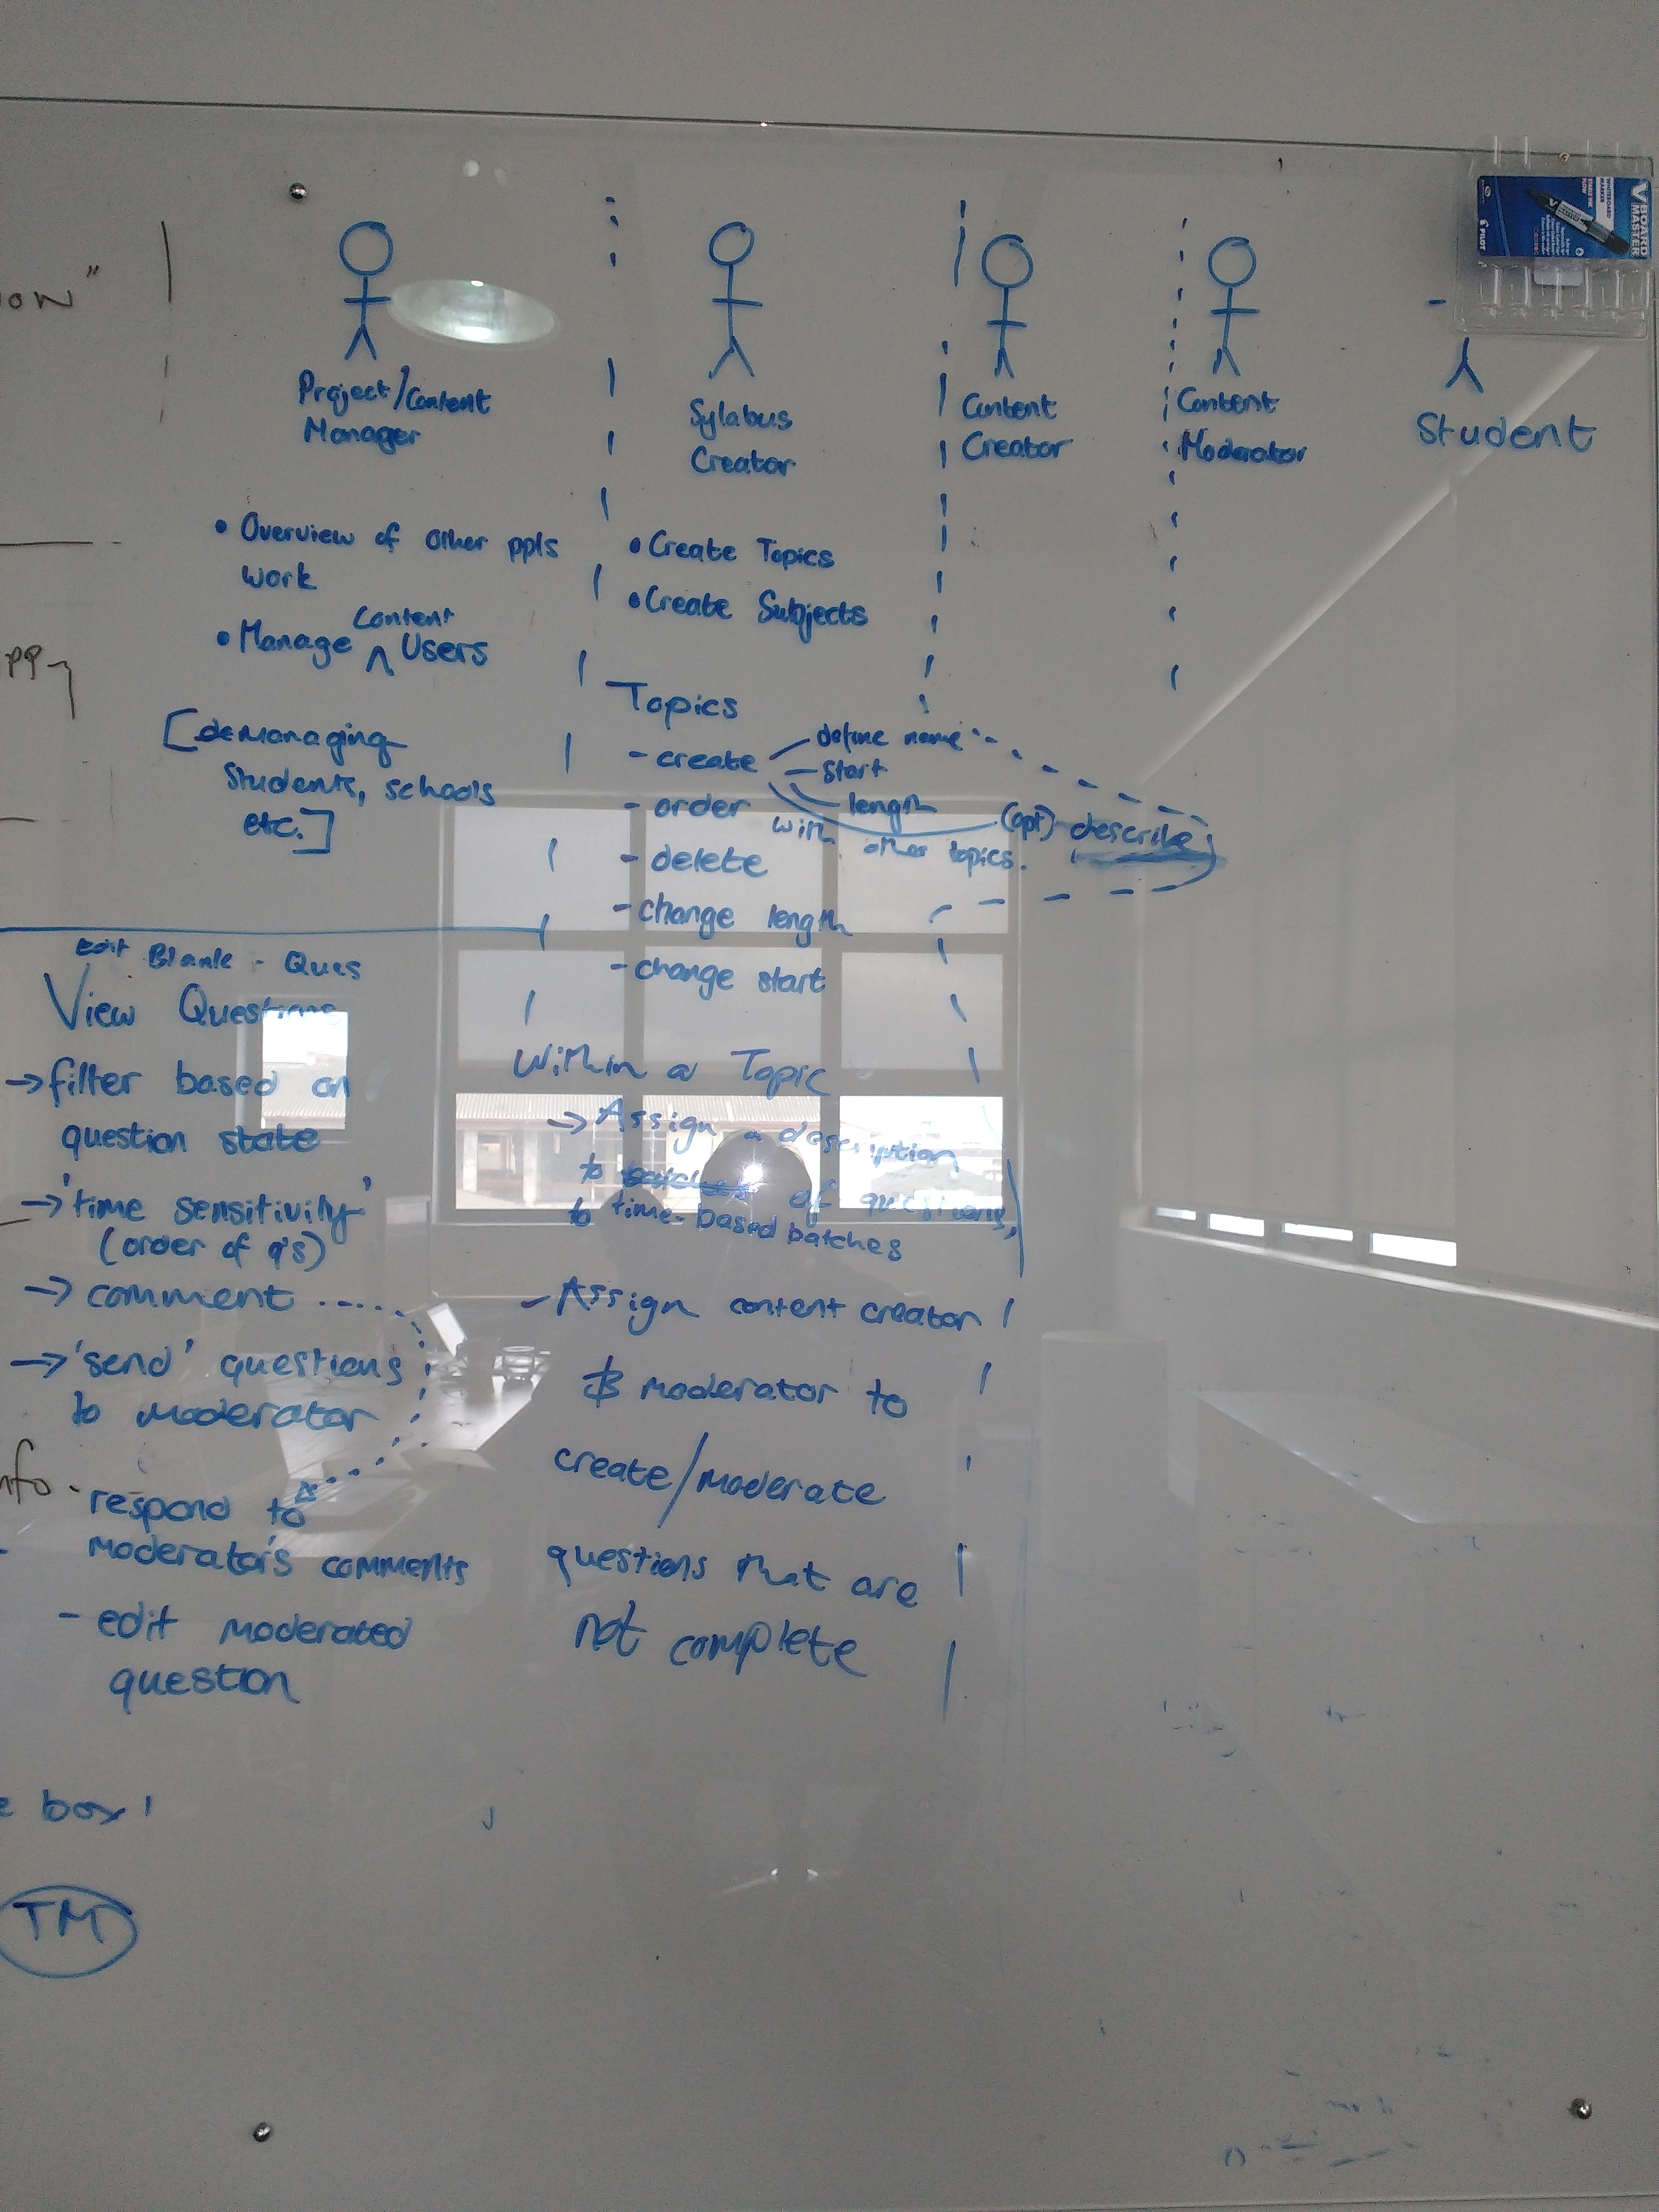 Project/Content
Manager
Sylabus
Creator
Content
Creator
Content
Moderator
Student
V BOARD
MASTER
WHITEBOARD
MARKER
PILOT
• Overview of other ppls
work
• Manage Content Users
[demanaging
students, schools
etc.]
• Create Topics
• Create Subjects
Topics
- create
define name
start
length
(opt) describe
- order with other topics.
- delete
- change length
- change start
Within a Topic
-> Assign a description
to batches of questions,
to time-based batches
- Assign content creator
& moderator to
create/moderate
questions that are
not complete
edit Blank - Ques
View Questions
-> filter based on
question state
-> 'time sensitivity'
(order of q's)
-> comment .....
-> 'send' questions
to moderator
respond to
moderator's comments
- edit moderated
question
box
TM